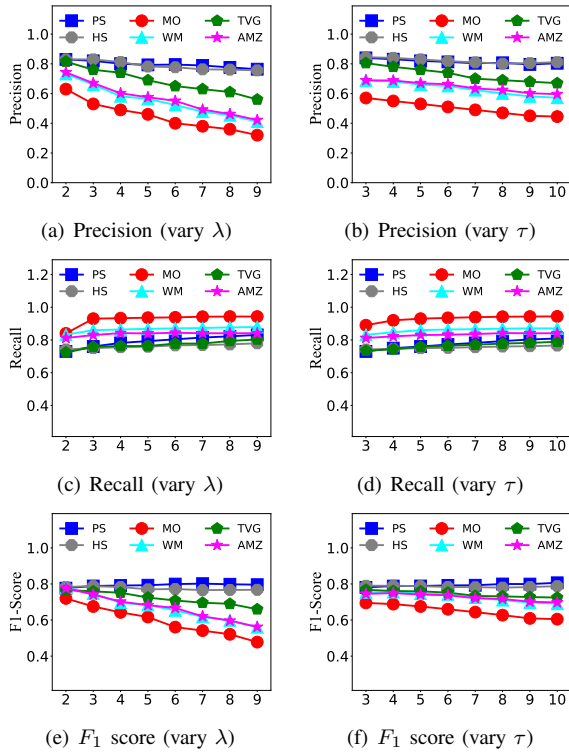 PS MO TVG
HS WM AMZ
Precision
1.0
0.8
0.6
0.4
0.2
0.0
2 3 4 5 6 7 8 9
(a) Precision (vary λ)
PS MO TVG
HS WM AMZ
Precision
1.0
0.8
0.6
0.4
0.2
0.0
3 4 5 6 7 8 9 10
(b) Precision (vary τ)
PS MO TVG
HS WM AMZ
Recall
1.2
1.0
0.8
0.6
0.4
2 3 4 5 6 7 8 9
(c) Recall (vary λ)
PS MO TVG
HS WM AMZ
Recall
1.2
1.0
0.8
0.6
0.4
3 4 5 6 7 8 9 10
(d) Recall (vary τ)
PS MO TVG
HS WM AMZ
F1-Score
1.0
0.8
0.6
0.4
2 3 4 5 6 7 8 9
(e) F₁ score (vary λ)
PS MO TVG
HS WM AMZ
F1-Score
1.0
0.8
0.6
0.4
3 4 5 6 7 8 9 10
(f) F₁ score (vary τ)